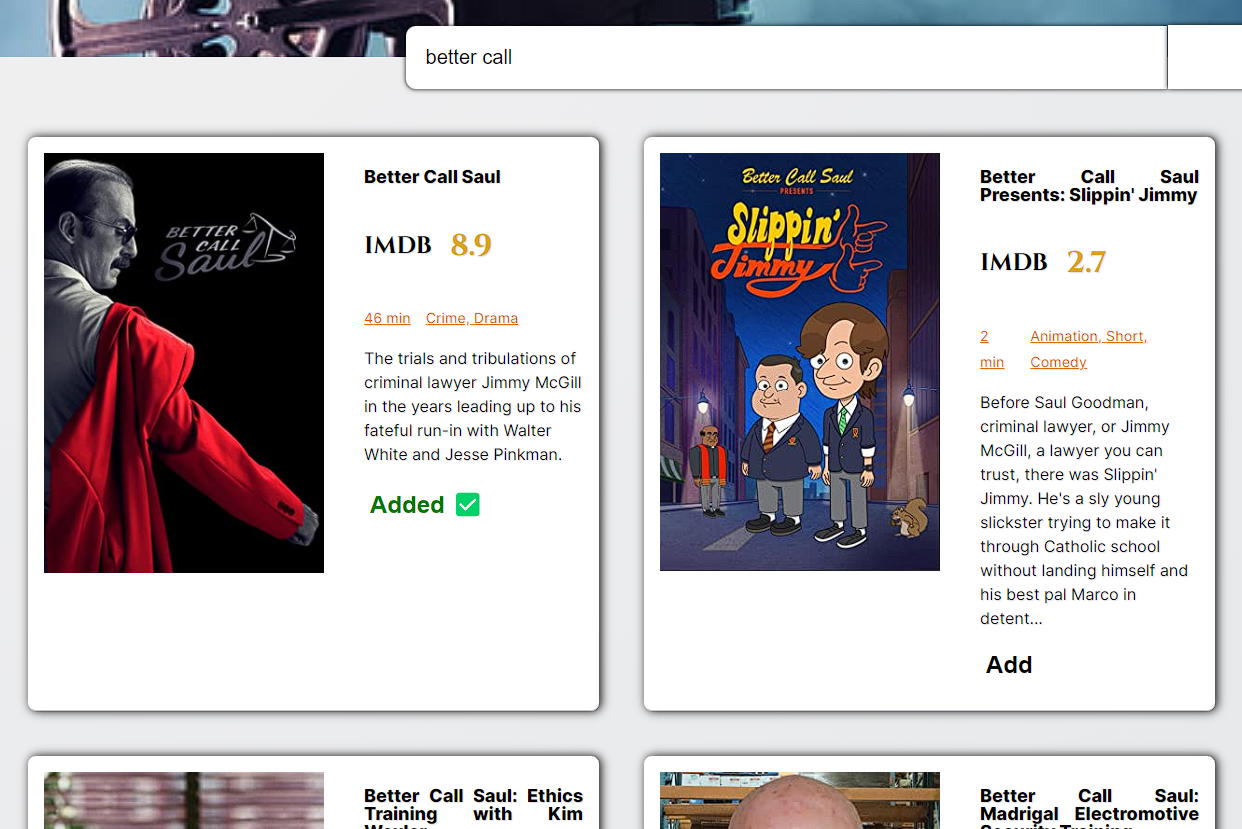 better call
BETTER
CALL
Saul
Better Call Saul
IMDB 8.9
46 min Crime, Drama
The trials and tribulations of
criminal lawyer Jimmy McGill
in the years leading up to his
fateful run-in with Walter
White and Jesse Pinkman.
Added
Better Call Saul
PRESENTS
Slippin'
Jimmy
Better Call Saul
Presents: Slippin' Jimmy
IMDB 2.7
2 Animation, Short,
min Comedy
Before Saul Goodman,
criminal lawyer, or Jimmy
McGill, a lawyer you can
trust, there was Slippin'
Jimmy. He's a sly young
slickster trying to make it
through Catholic school
without landing himself and
his best pal Marco in
detent...
Add
Better Call Saul: Ethics
Training with Kim
Wexler
Better Call Saul:
Madrigal Electromotive
Security Training